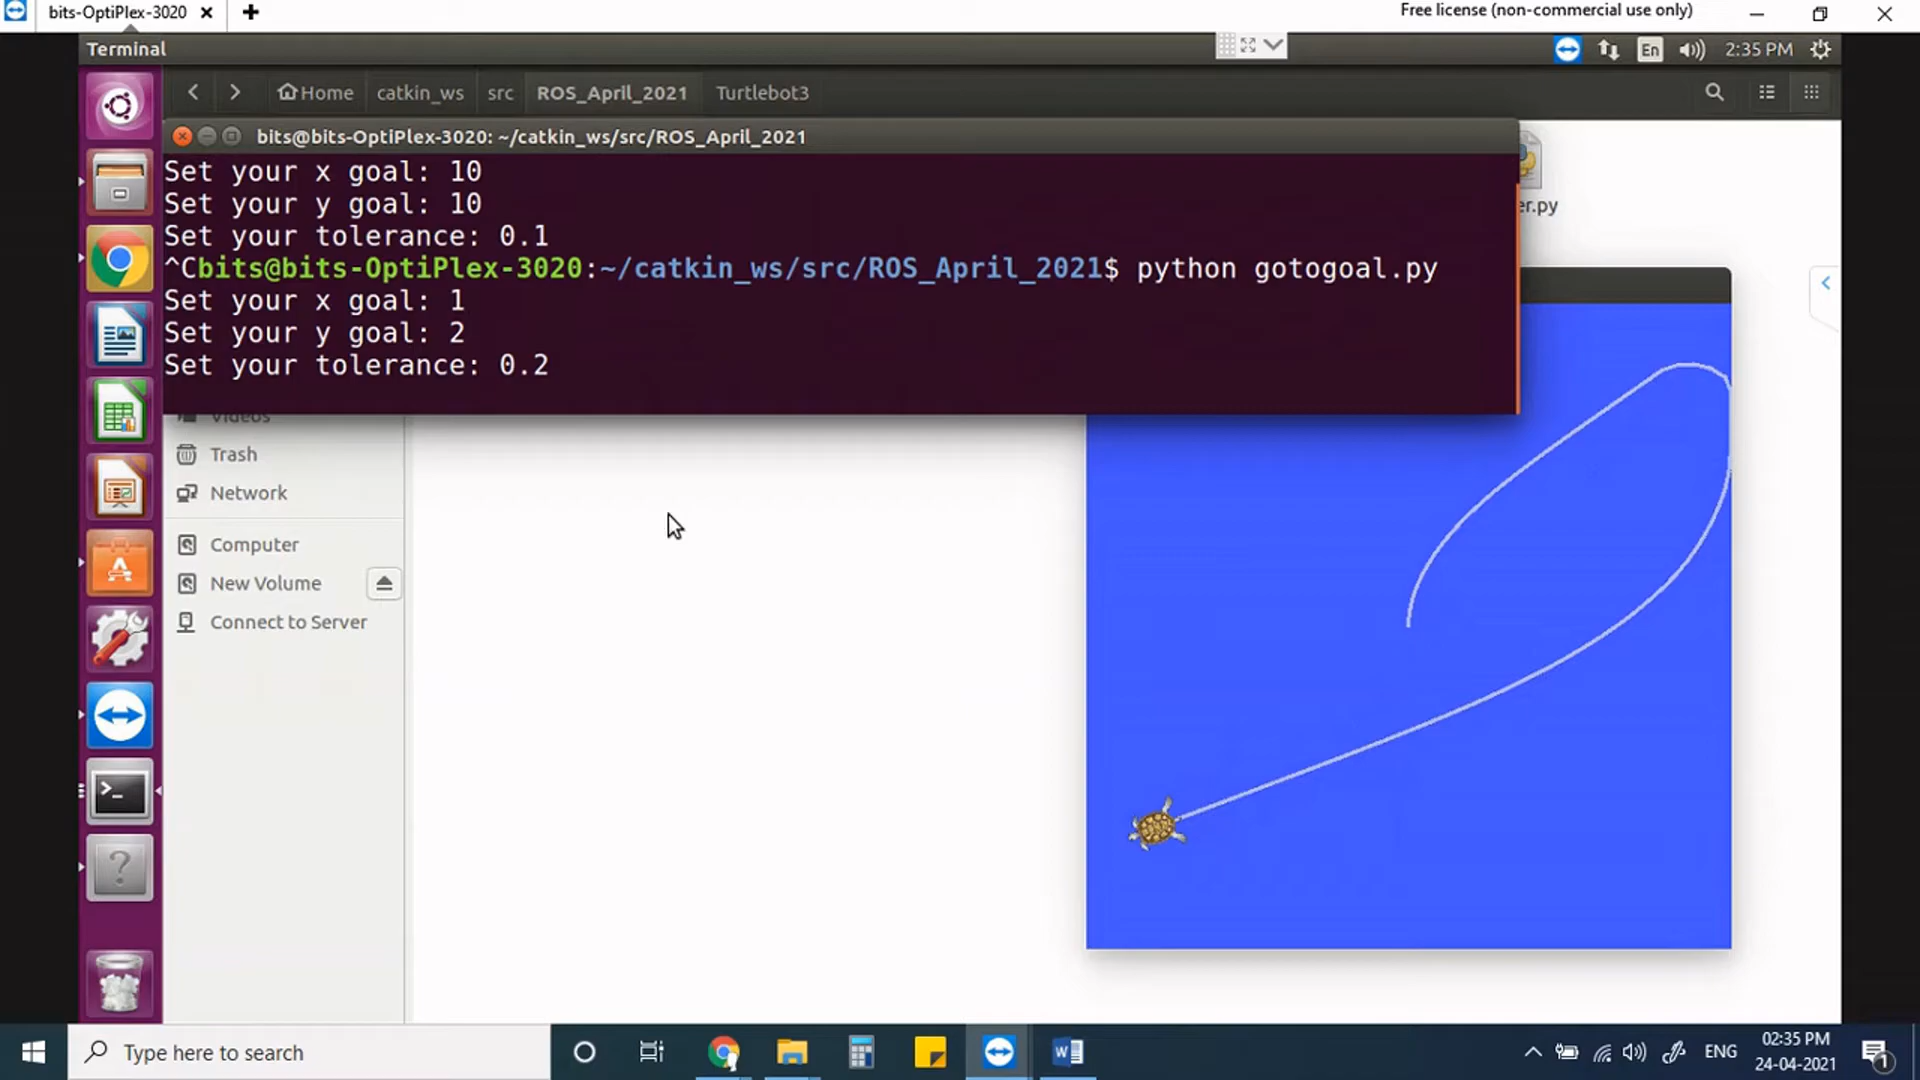 bits-OptiPlex-3020
Free license (non-commercial use only)
Terminal
En
2:35 PM
Home
catkin_ws
src
ROS_April_2021
Turtlebot3
bits@bits-OptiPlex-3020: ~/catkin_ws/src/ROS_April_2021
Set your x goal: 10
Set your y goal: 10
Set your tolerance: 0.1
^Cbits@bits-OptiPlex-3020:~/catkin_ws/src/ROS_April_2021$ python gotogoal.py
Set your x goal: 1
Set your y goal: 2
Set your tolerance: 0.2
er.py
Videos
Trash
Network
Computer
New Volume
Connect to Server
Type here to search
ENG
02:35 PM
24-04-2021
1